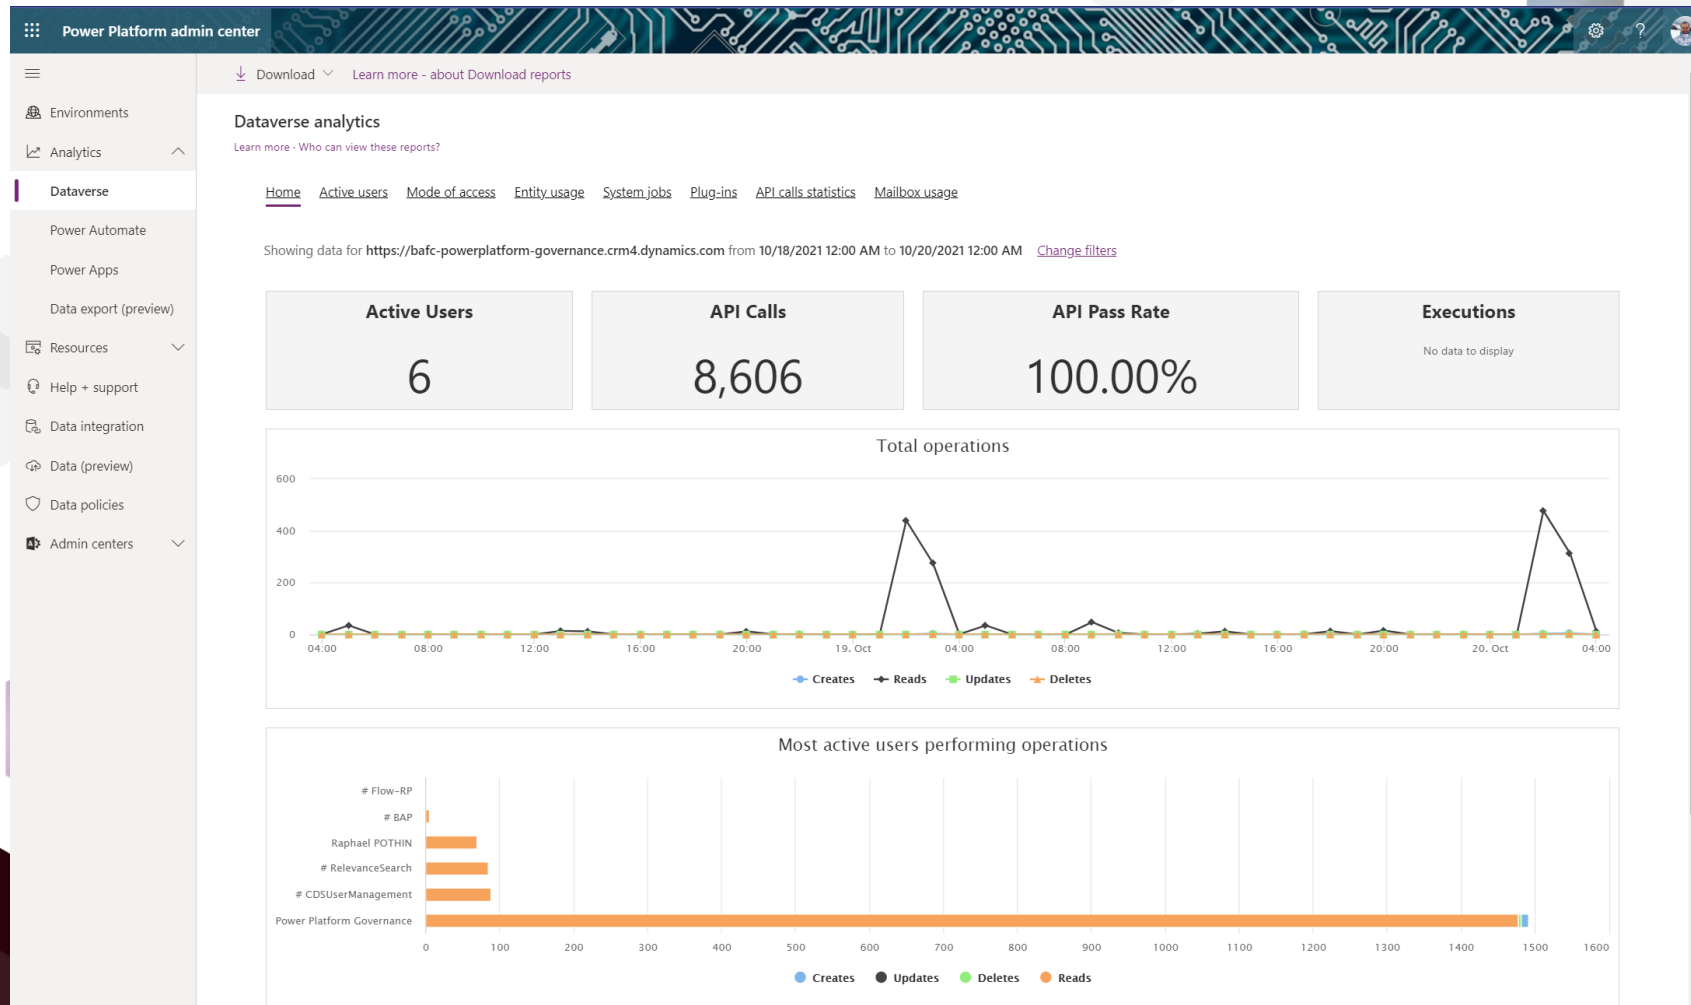 Power Platform admin center
?
Download
Learn more - about Download reports
Environments
Analytics
Dataverse
Power Automate
Power Apps
Data export (preview)
Resources
Help + support
Data integration
Data (preview)
Data policies
Admin centers
Dataverse analytics
Learn more - Who can view these reports?
Home Active users Mode of access Entity usage System jobs Plug-ins API calls statistics Mailbox usage
Showing data for https://bafc-powerplatform-governance.crm4.dynamics.com from 10/18/2021 12:00 AM to 10/20/2021 12:00 AM Change filters
Active Users
6
API Calls
8,606
API Pass Rate
100.00%
Executions
No data to display
Total operations
600
400
200
0
04:00 08:00 12:00 16:00 20:00 19. Oct 04:00 08:00 12:00 16:00 20:00 20. Oct 04:00
Creates Reads Updates Deletes
Most active users performing operations
# Flow-RP
# BAP
Raphael POTHIN
# RelevanceSearch
# CDSUserManagement
Power Platform Governance
0 100 200 300 400 500 600 700 800 900 1000 1100 1200 1300 1400 1500 1600
Creates Updates Deletes Reads